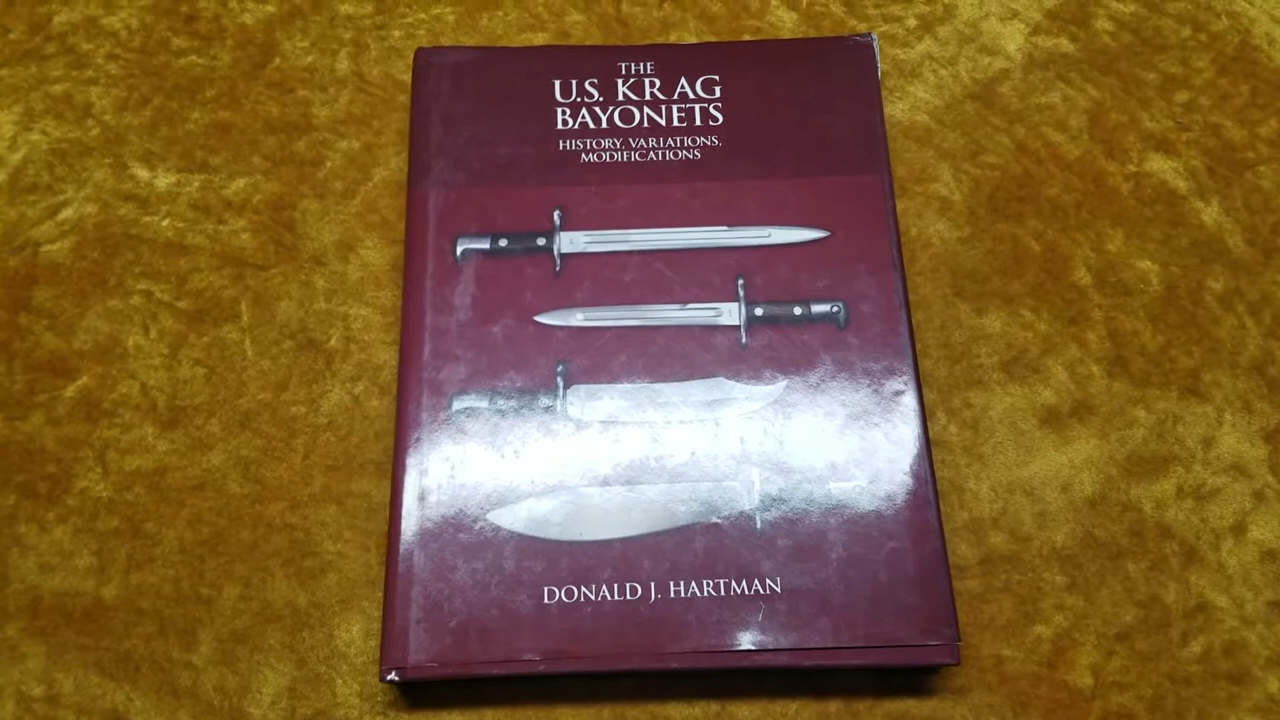 THE
U.S. KRAG
BAYONETS
HISTORY, VARIATIONS,
MODIFICATIONS
DONALD J. HARTMAN